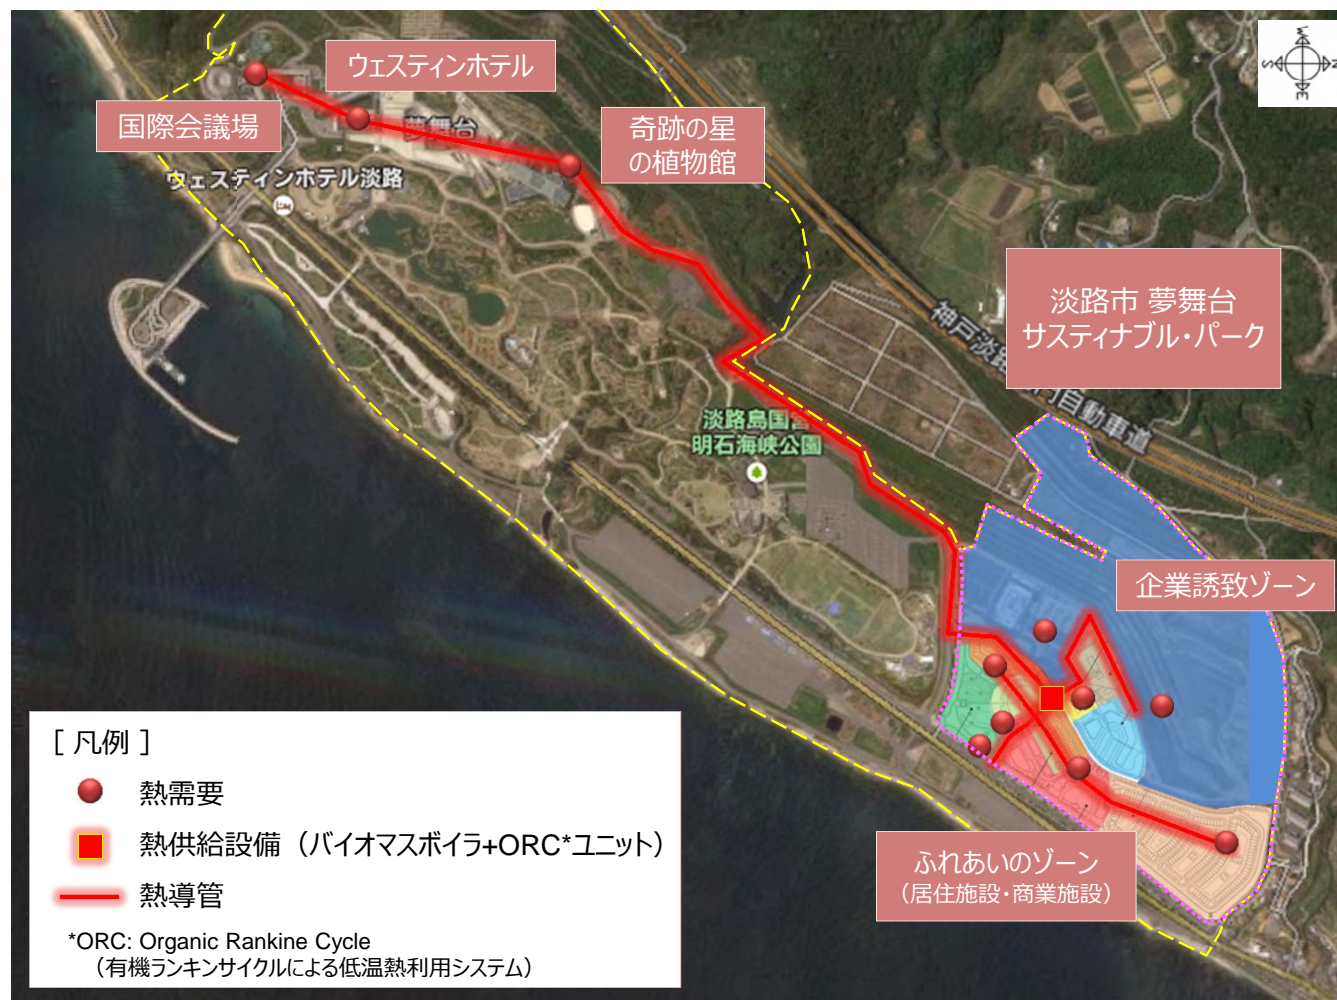 ウェスティンホテル
国際会議場
奇跡の星
の植物館
夢舞台
ウェスティンホテル淡路
淡路市 夢舞台
サスティナブル・パーク
神戸淡路
門自動車道
淡路島国営
明石海峡公園
企業誘致ゾーン
ふれあいのゾーン
（居住施設・商業施設）
[ 凡例 ]
熱需要
熱供給設備（バイオマスボイラ+ORC*ユニット）
熱導管
*ORC: Organic Rankine Cycle
（有機ランキンサイクルによる低温熱利用システム）
W
S
N
E